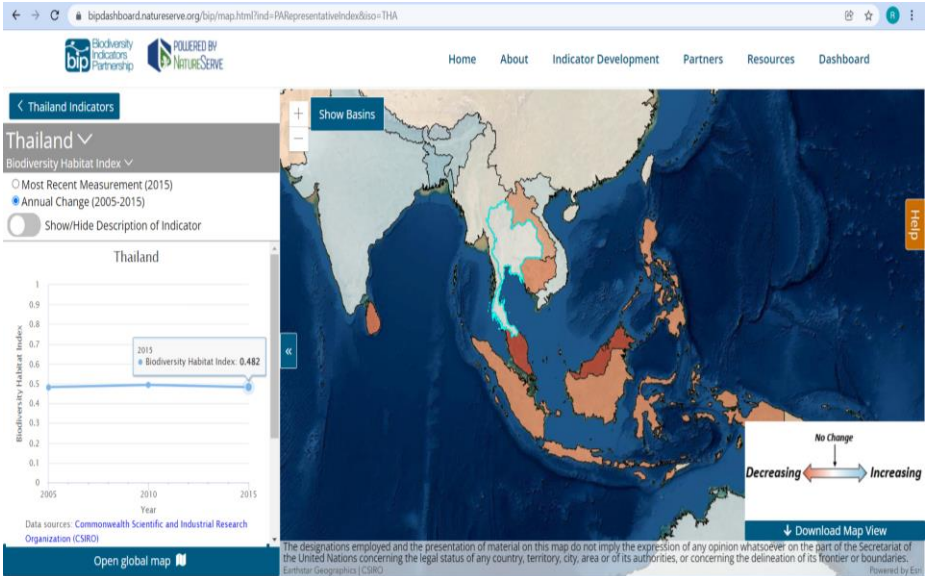 bipdashboard.natureserve.org/bip/map.html?ind=PARepresentativeIndex&iso=THA
R
bip
Biodiversity
Indicators
Partnership
POWERED BY
NATURESERVE
Home
About
Indicator Development
Partners
Resources
Dashboard
Thailand Indicators
Thailand
Biodiversity Habitat Index
Most Recent Measurement (2015)
Annual Change (2005-2015)
Show/Hide Description of Indicator
Thailand
Biodiversity Habitat Index
1
0.9
0.8
0.7
0.6
0.5
0.4
0.3
0.2
0.1
0
2015
Biodiversity Habitat Index: 0.482
2005
2010
2015
Year
Data sources: Commonwealth Scientific and Industrial Research
Organization (CSIRO)
Open global map
+
−
Show Basins
«
Help
No Change
Decreasing
Increasing
Download Map View
The designations employed and the presentation of material on this map do not imply the expression of any opinion whatsoever on the part of the Secretariat of
the United Nations concerning the legal status of any country, territory, city, area or of its authorities, or concerning the delineation of its frontier or boundaries.
Earthstar Geographics | CSIRO
Powered by Esri